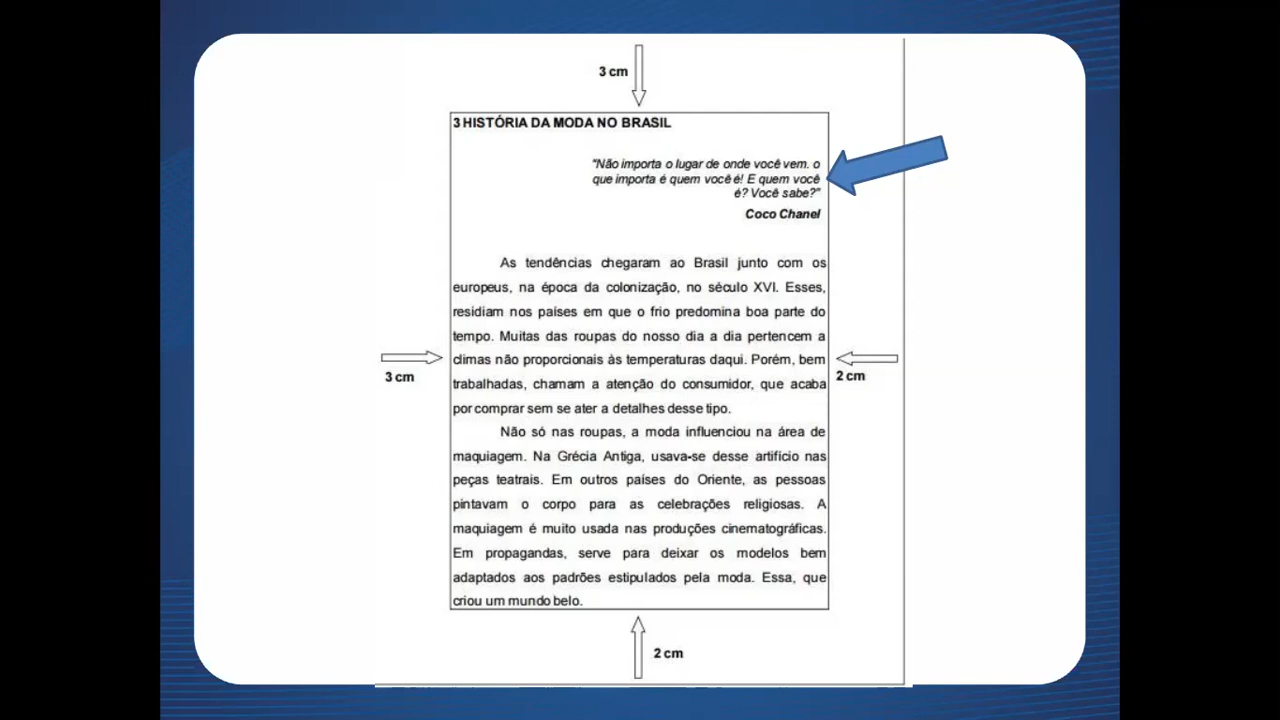 3 cm
3 HISTÓRIA DA MODA NO BRASIL
"Não importa o lugar de onde você vem. o
que importa é quem você é! E quem você
é? Você sabe?"
Coco Chanel
As tendências chegaram ao Brasil junto com os
europeus, na época da colonização, no século XVI. Esses,
residiam nos países em que o frio predomina boa parte do
tempo. Muitas das roupas do nosso dia a dia pertencem a
climas não proporcionais às temperaturas daqui. Porém, bem
trabalhadas, chamam a atenção do consumidor, que acaba
por comprar sem se ater a detalhes desse tipo.
3 cm
2 cm
Não só nas roupas, a moda influenciou na área de
maquiagem. Na Grécia Antiga, usava-se desse artifício nas
peças teatrais. Em outros países do Oriente, as pessoas
pintavam o corpo para as celebrações religiosas. A
maquiagem é muito usada nas produções cinematográficas.
Em propagandas, serve para deixar os modelos bem
adaptados aos padrões estipulados pela moda. Essa, que
criou um mundo belo.
2 cm